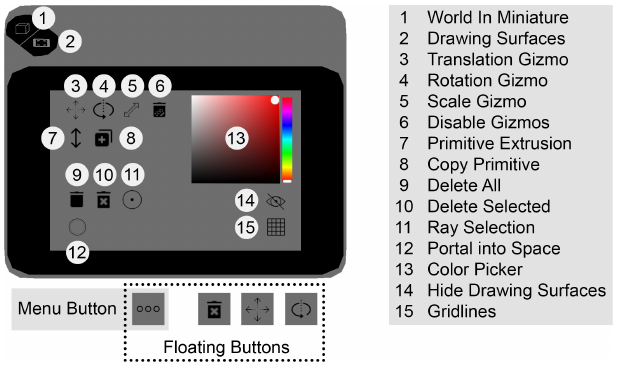 1
2
3 4 5 6
7 8
13
9 10 11
14
15
12
Menu Button
Floating Buttons
1 World In Miniature
2 Drawing Surfaces
3 Translation Gizmo
4 Rotation Gizmo
5 Scale Gizmo
6 Disable Gizmos
7 Primitive Extrusion
8 Copy Primitive
9 Delete All
10 Delete Selected
11 Ray Selection
12 Portal into Space
13 Color Picker
14 Hide Drawing Surfaces
15 Gridlines